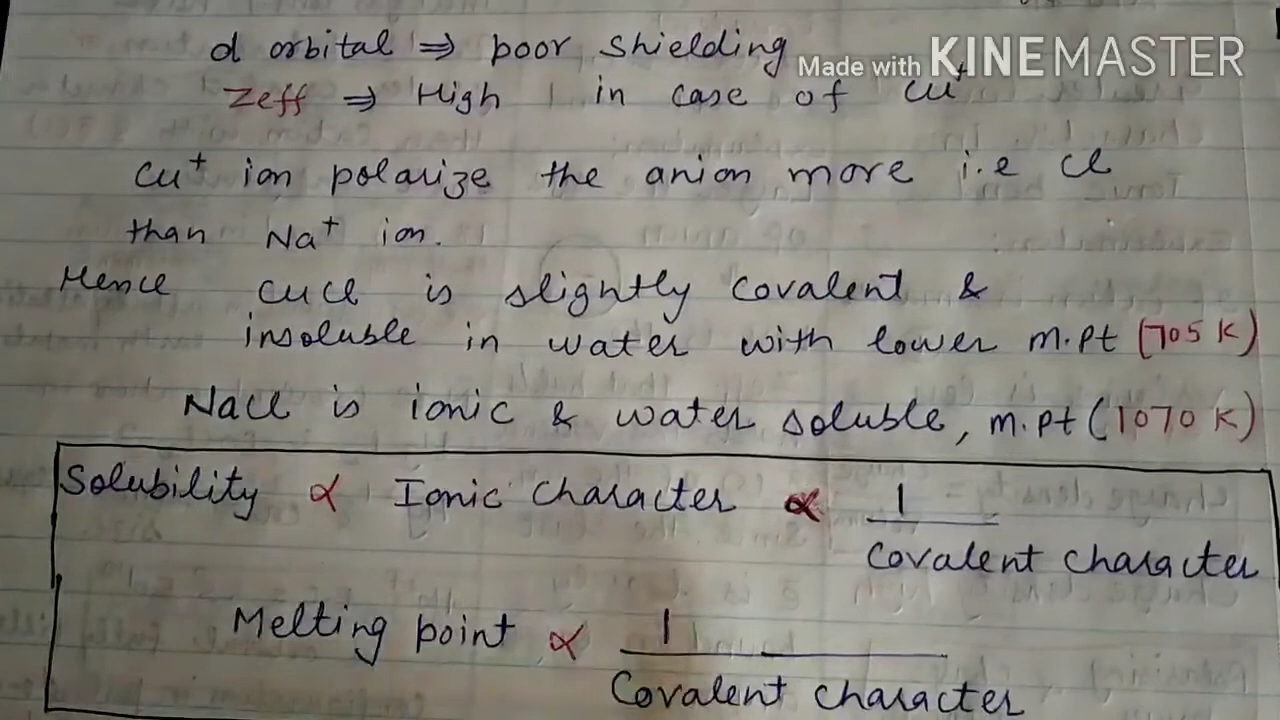 d orbital ⇒ poor shielding
Made with KINEMASTER
Zeff ⇒ High in case of Cu⁺
Cu⁺ ion polarize the anion more i.e Cl
than Na⁺ ion.
Hence CuCl is slightly covalent &
insoluble in water with lower m.pt (705 K)
NaCl is ionic & water soluble, m.pt (1070 K)
Solubility ∝ Ionic character ∝ 1
Covalent character
Melting point ∝ 1
Covalent character